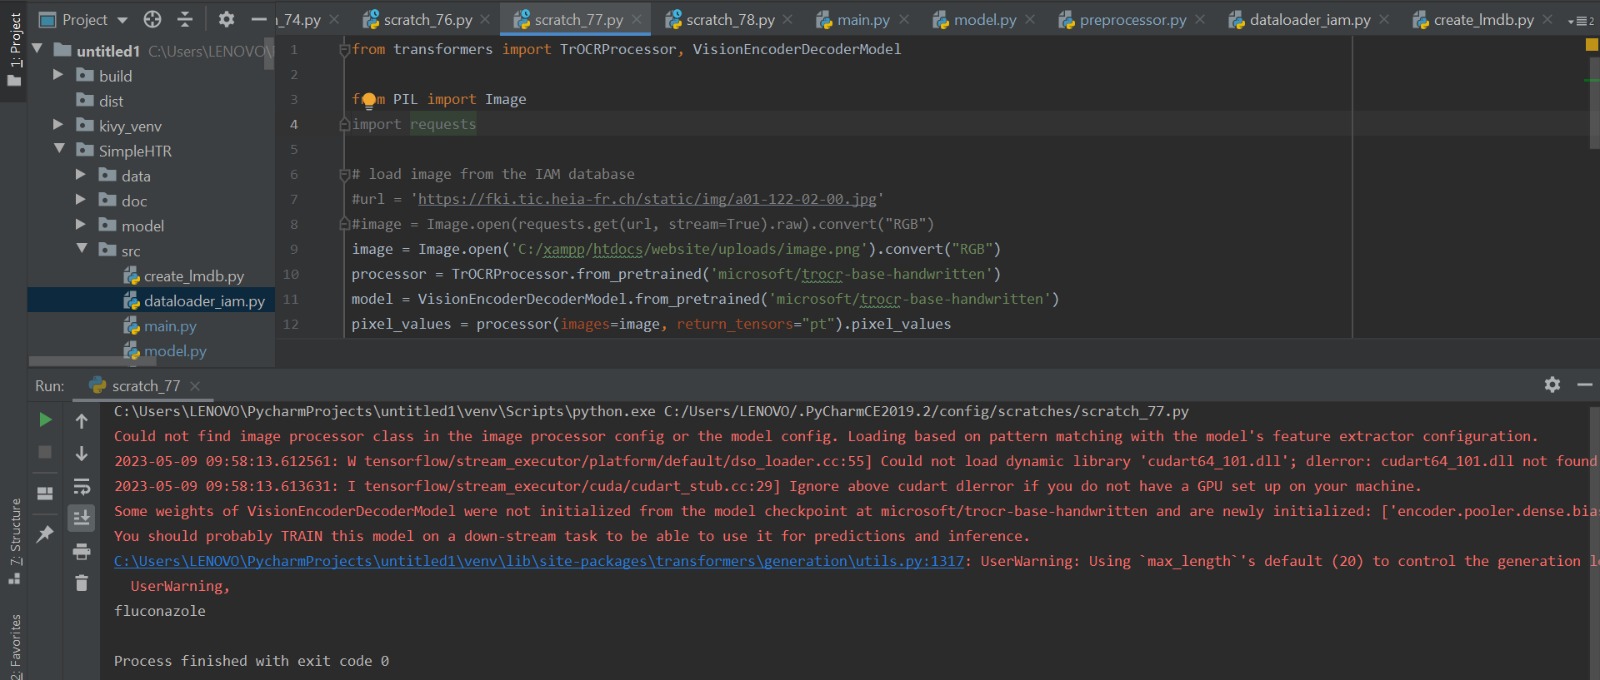 Project
_74.py
scratch_76.py
scratch_77.py
scratch_78.py
main.py
model.py
preprocessor.py
dataloader_iam.py
create_lmdb.py
2
1: Project
7: Structure
2: Favorites
untitled1 C:\Users\LENOVO\
build
dist
kivy_venv
SimpleHTR
data
doc
model
src
create_lmdb.py
dataloader_iam.py
main.py
model.py
1 from transformers import TrOCRProcessor, VisionEncoderDecoderModel
2
3 from PIL import Image
4 import requests
5
6 # load image from the IAM database
7 #url = 'https://fki.tic.heia-fr.ch/static/img/a01-122-02-00.jpg'
8 #image = Image.open(requests.get(url, stream=True).raw).convert("RGB")
9 image = Image.open('C:/xampp/htdocs/website/uploads/image.png').convert("RGB")
10 processor = TrOCRProcessor.from_pretrained('microsoft/trocr-base-handwritten')
11 model = VisionEncoderDecoderModel.from_pretrained('microsoft/trocr-base-handwritten')
12 pixel_values = processor(images=image, return_tensors="pt").pixel_values
Run: scratch_77
C:\Users\LENOVO\PycharmProjects\untitled1\venv\Scripts\python.exe C:/Users/LENOVO/.PyCharmCE2019.2/config/scratches/scratch_77.py
Could not find image processor class in the image processor config or the model config. Loading based on pattern matching with the model's feature extractor configuration.
2023-05-09 09:58:13.612561: W tensorflow/stream_executor/platform/default/dso_loader.cc:55] Could not load dynamic library 'cudart64_101.dll'; dlerror: cudart64_101.dll not found
2023-05-09 09:58:13.613631: I tensorflow/stream_executor/cuda/cudart_stub.cc:29] Ignore above cudart dlerror if you do not have a GPU set up on your machine.
Some weights of VisionEncoderDecoderModel were not initialized from the model checkpoint at microsoft/trocr-base-handwritten and are newly initialized: ['encoder.pooler.dense.bias
You should probably TRAIN this model on a down-stream task to be able to use it for predictions and inference.
C:\Users\LENOVO\PycharmProjects\untitled1\venv\lib\site-packages\transformers\generation\utils.py:1317: UserWarning: Using `max_length`'s default (20) to control the generation le
UserWarning,
fluconazole
Process finished with exit code 0